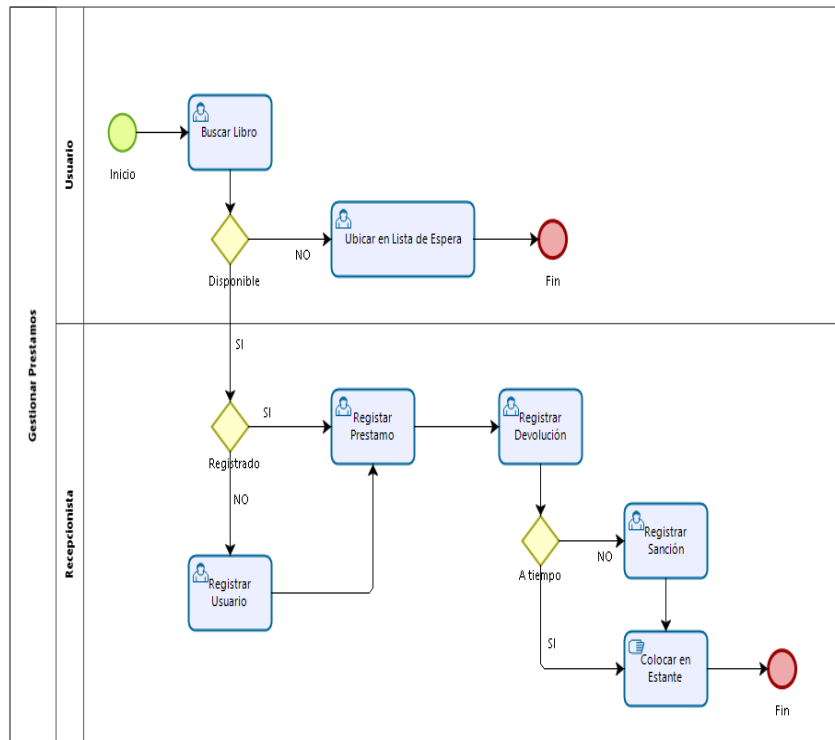 Gestionar Prestamos
Usuario
Inicio
Buscar Libro
Disponible
NO
Ubicar en Lista de Espera
Fin
SI
Recepcionista
Registrado
SI
Registar
Prestamo
Registrar
Devolución
NO
Registrar
Usuario
A tiempo
NO
Registrar
Sanción
SI
Colocar en
Estante
Fin